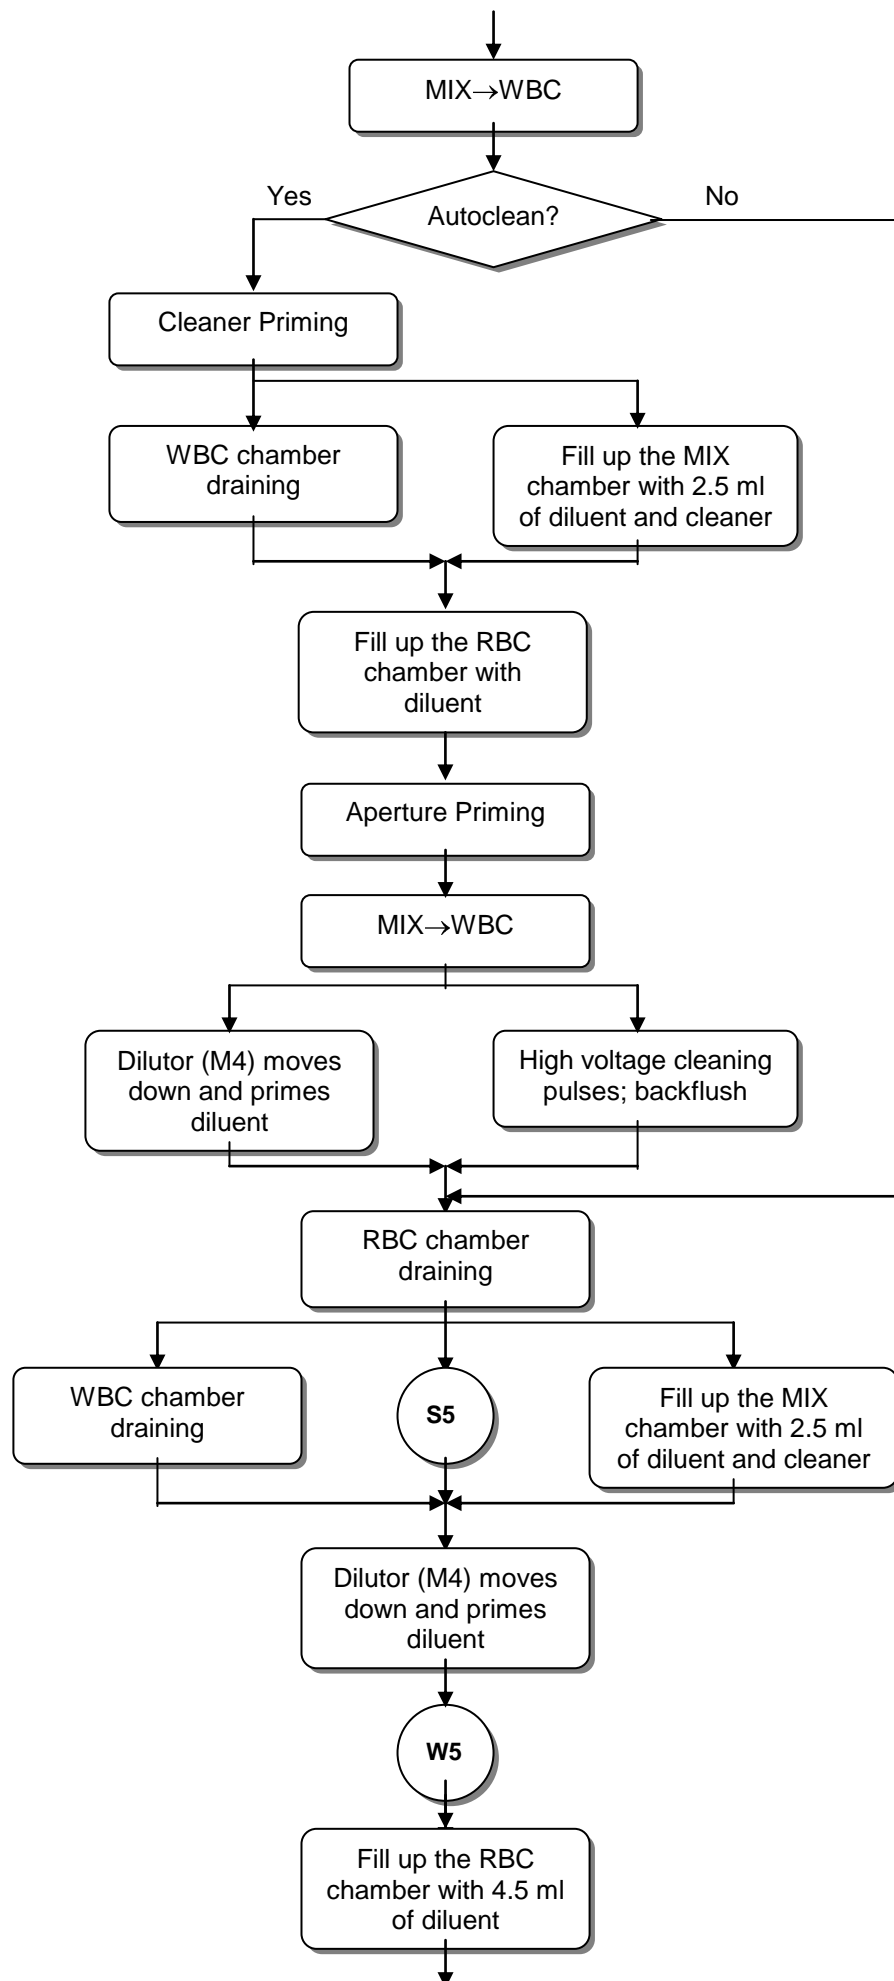 MIX→WBC
Yes
Autoclean?
No
Cleaner Priming
WBC chamber
draining
Fill up the MIX
chamber with 2.5 ml
of diluent and cleaner
Fill up the RBC
chamber with
diluent
Aperture Priming
MIX→WBC
Dilutor (M4) moves
down and primes
diluent
High voltage cleaning
pulses; backflush
RBC chamber
draining
WBC chamber
draining
S5
Fill up the MIX
chamber with 2.5 ml
of diluent and cleaner
Dilutor (M4) moves
down and primes
diluent
W5
Fill up the RBC
chamber with 4.5 ml
of diluent